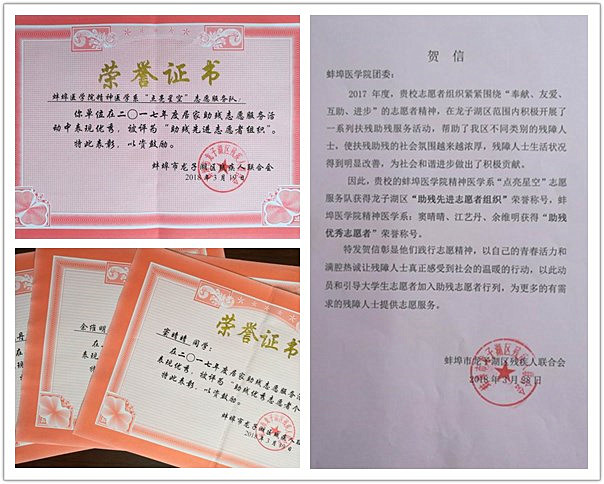 荣誉证书
蚌埠医学院精神医学系“点亮星空”志愿服务队：
你单位在二〇一七年度居家助残志愿服务活
动中表现优秀，被评为“助残先进志愿者组织”。
特此表彰，以资鼓励。
蚌埠市龙子湖区残疾人联合会
2018年3月19日
余维明
荣誉证书
窦晴晴 同学：
在二〇一七年度居家助残志愿服务活
表现优秀，被评为“助残优秀志愿者个
特此表彰，以资鼓励。
蚌埠市龙子湖区残疾人联
2018年3月
贺信
蚌埠医学院团委：
2017 年度，贵校志愿者组织紧紧围绕“奉献、友爱、
互助、进步”的志愿者精神，在龙子湖区范围内积极开展了
一系列扶残助残服务活动，帮助了我区不同类别的残障人
士，使扶残助残的社会氛围越来越浓厚，残障人士生活状况
得到明显改善，为社会和谐进步做出了积极贡献。
因此，贵校的蚌埠医学院精神医学系“点亮星空”志愿
服务队获得龙子湖区“助残先进志愿者组织”荣誉称号，蚌
埠医学院精神医学系：窦晴晴、江艺丹、余维明获得“助残
优秀志愿者”荣誉称号。
特发贺信彰显他们践行志愿精神，以自己的青春活力和
满腔热诚让残障人士真正感受到社会的温暖的行动，以此动
员和引导大学生志愿者加入助残志愿者行列，为更多的有需
求的残障人士提供志愿服务。
蚌埠市龙子湖区残疾人联合会
2018 年 3 月 28 日